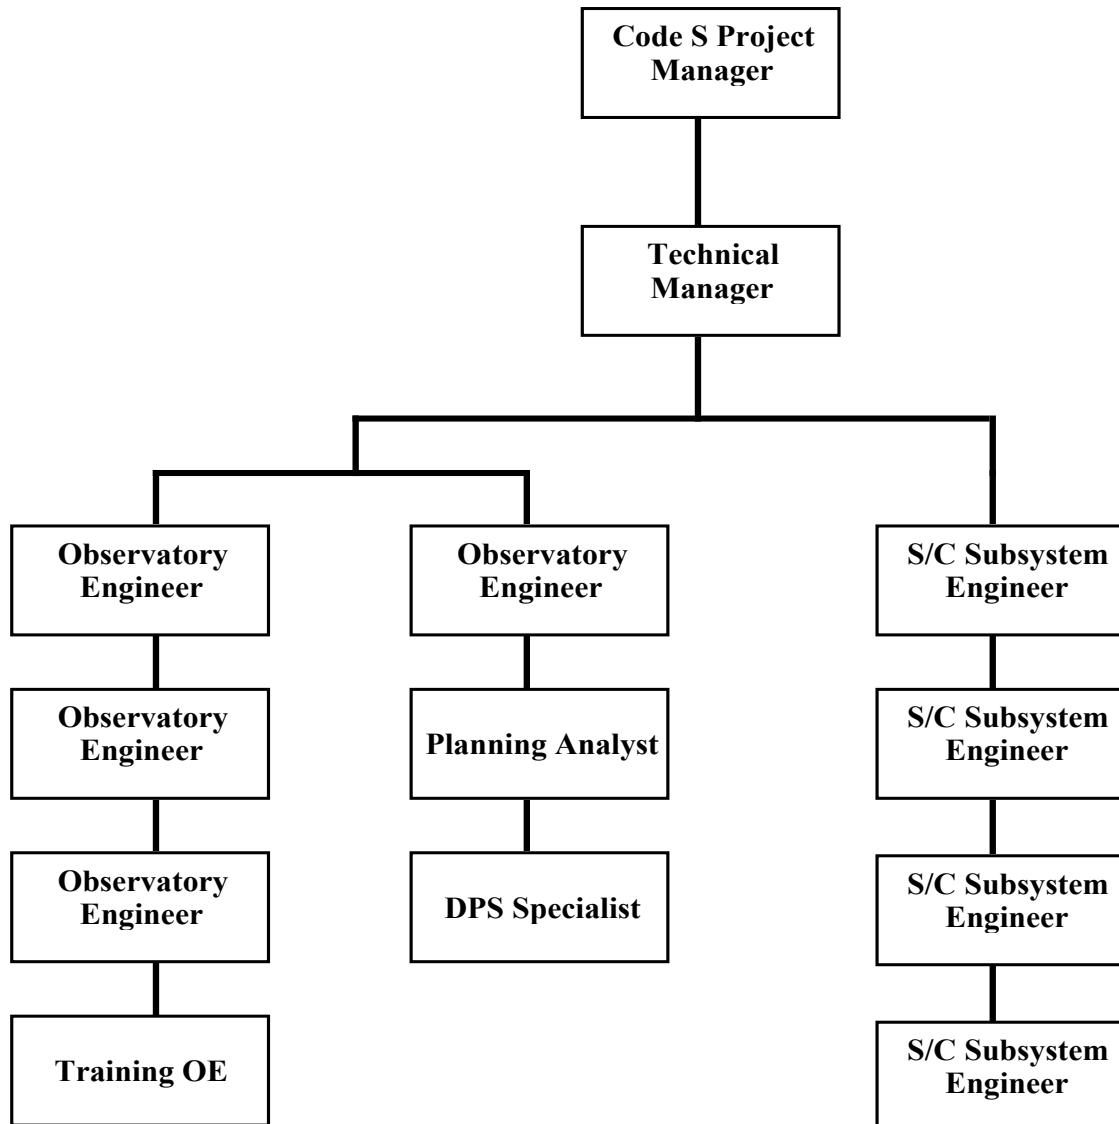 Code S Project
Manager
Technical
Manager
Observatory
Engineer
Observatory
Engineer
S/C Subsystem
Engineer
Observatory
Engineer
Planning Analyst
S/C Subsystem
Engineer
Observatory
Engineer
DPS Specialist
S/C Subsystem
Engineer
Training OE
S/C Subsystem
Engineer